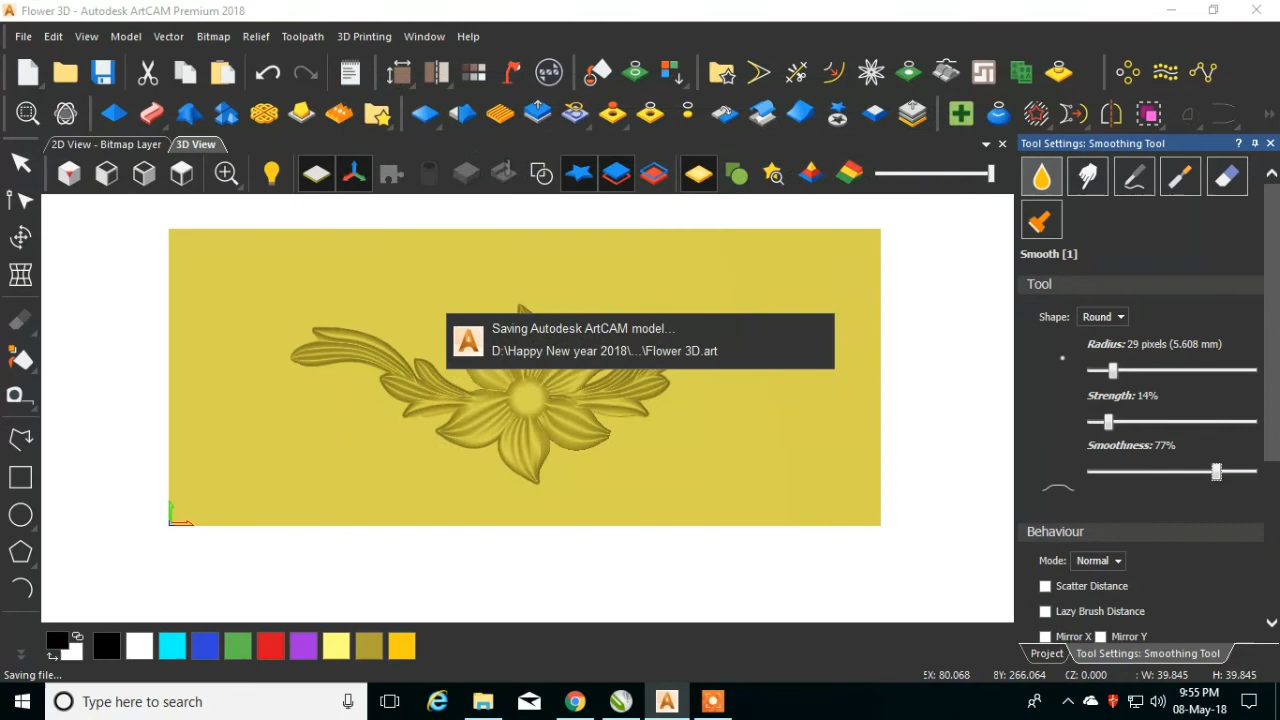 Flower 3D - Autodesk ArtCAM Premium 2018
File Edit View Model Vector Bitmap Relief Toolpath 3D Printing Window Help
2D View - Bitmap Layer 3D View
Tool Settings: Smoothing Tool
Smooth [1]
Tool
Shape: Round
Radius: 29 pixels (5.608 mm)
Strength: 14%
Smoothness: 77%
Saving Autodesk ArtCAM model...
D:\Happy New year 2018\...\Flower 3D.art
Behaviour
Mode: Normal
Scatter Distance
Lazy Brush Distance
Mirror X Mirror Y
Project Tool Settings: Smoothing Tool
Saving file... 80.068 266.064 CZ: 0.000 : W: 39.845 H: 39.845
Type here to search
9:55 PM
08-May-18